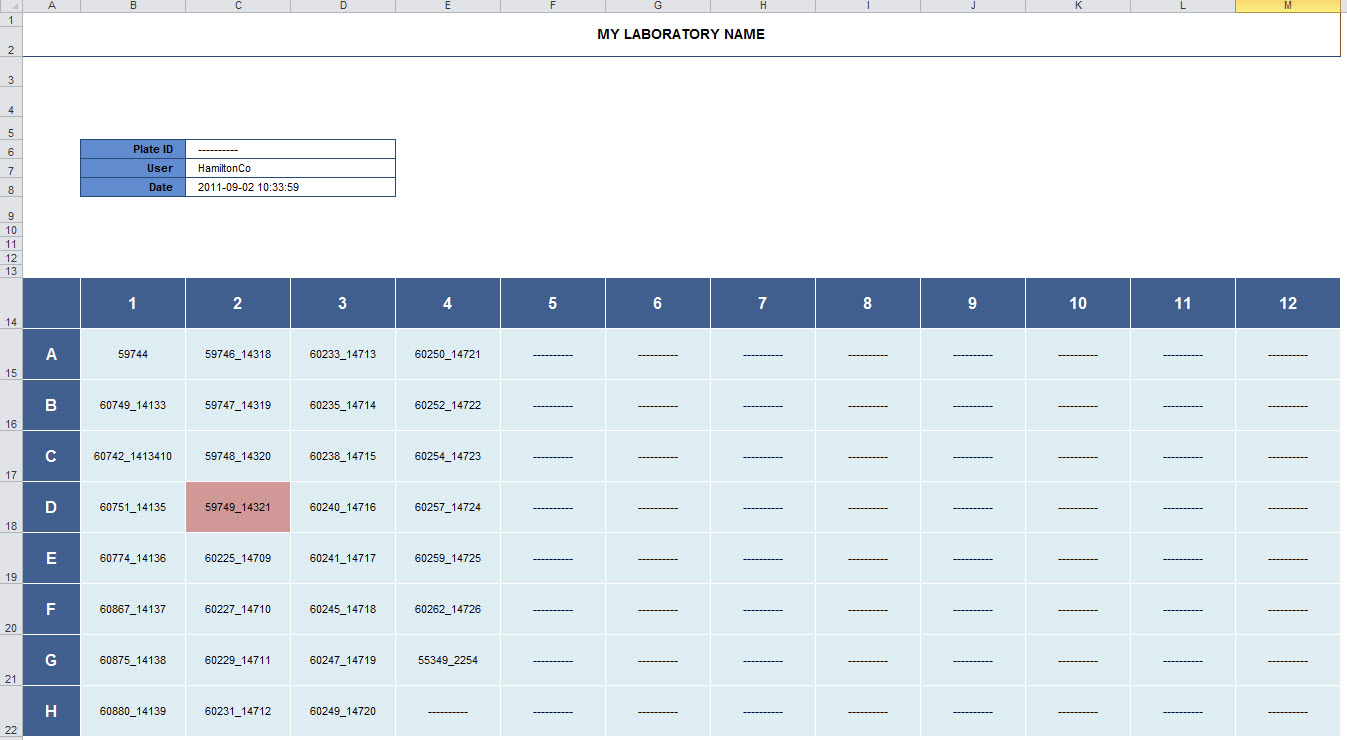 A B C D E F G H I J K L M
1
MY LABORATORY NAME
2
3
4
5
6 Plate ID ----------
7 User HamiltonCo
8 Date 2011-09-02 10:33:59
9
10
11
12
13
14 1 2 3 4 5 6 7 8 9 10 11 12
15 A 59744 59746_14318 60233_14713 60250_14721 ---------- ---------- ---------- ---------- ---------- ---------- ---------- ----------
16 B 60749_14133 59747_14319 60235_14714 60252_14722 ---------- ---------- ---------- ---------- ---------- ---------- ---------- ----------
17 C 60742_1413410 59748_14320 60238_14715 60254_14723 ---------- ---------- ---------- ---------- ---------- ---------- ---------- ----------
18 D 60751_14135 59749_14321 60240_14716 60257_14724 ---------- ---------- ---------- ---------- ---------- ---------- ---------- ----------
19 E 60774_14136 60225_14709 60241_14717 60259_14725 ---------- ---------- ---------- ---------- ---------- ---------- ---------- ----------
20 F 60867_14137 60227_14710 60245_14718 60262_14726 ---------- ---------- ---------- ---------- ---------- ---------- ---------- ----------
21 G 60875_14138 60229_14711 60247_14719 55349_2254 ---------- ---------- ---------- ---------- ---------- ---------- ---------- ----------
22 H 60880_14139 60231_14712 60249_14720 ---------- ---------- ---------- ---------- ---------- ---------- ---------- ---------- ----------